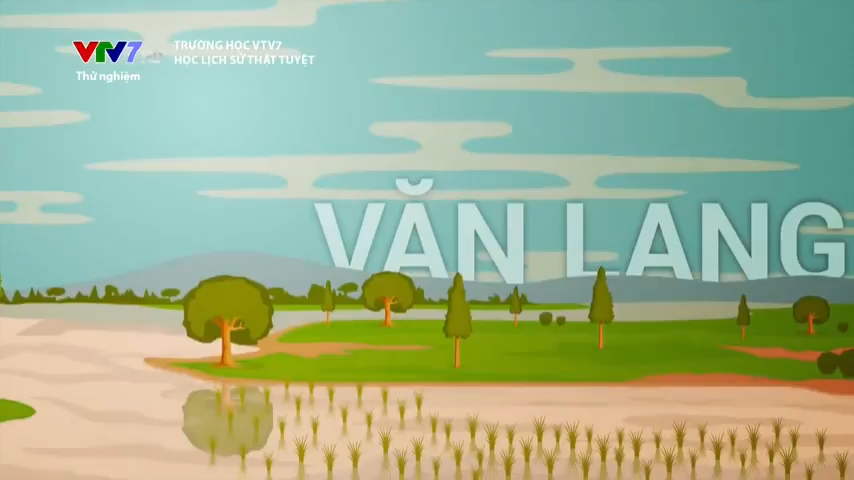 VTV7
Thử nghiệm
TRƯỜNG HỌC VTV7
HỌC LỊCH SỬ THẬT TUYỆT
VĂN LANG